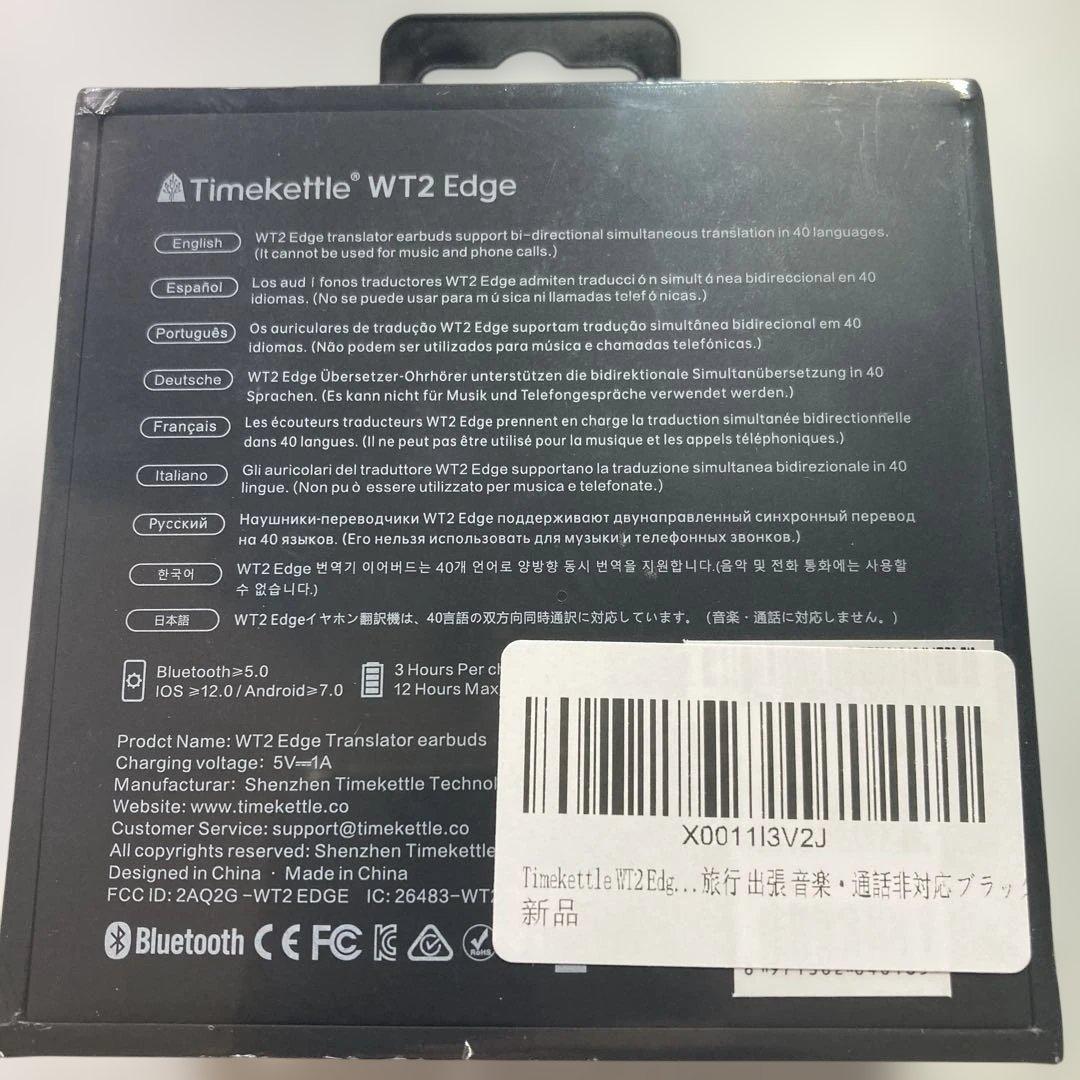 Timekettle® WT2 Edge
English
WT2 Edge translator earbuds support bi-directional simultaneous translation in 40 languages.
(It cannot be used for music and phone calls.)
Español
Los aud í fonos traductores WT2 Edge admiten traducci ó n simult á nea bidireccional en 40
idiomas. (No se puede usar para m ú sica ni llamadas telef ó nicas.)
Português
Os auriculares de tradução WT2 Edge suportam tradução simultânea bidirecional em 40
idiomas. (Não podem ser utilizados para música e chamadas telefónicas.)
Deutsche
WT2 Edge Übersetzer-Ohrhörer unterstützen die bidirektionale Simultanübersetzung in 40
Sprachen. (Es kann nicht für Musik und Telefongespräche verwendet werden.)
Français
Les écouteurs traducteurs WT2 Edge prennent en charge la traduction simultanée bidirectionnelle
dans 40 langues. (Il ne peut pas être utilisé pour la musique et les appels téléphoniques.)
Italiano
Gli auricolari del traduttore WT2 Edge supportano la traduzione simultanea bidirezionale in 40
lingue. (Non pu ò essere utilizzato per musica e telefonate.)
Русский
Наушники-переводчики WT2 Edge поддерживают двунаправленный синхронный перевод
на 40 языков. (Его нельзя использовать для музыки и телефонных звонков.)
한국어
WT2 Edge 번역기 이어버드는 40개 언어로 양방향 동시 번역을 지원합니다.(음악 및 전화 통화에는 사용할
수 없습니다.)
日本語
WT2 Edgeイヤホン翻訳機は、40言語の双方向同時通訳に対応しています。（音楽・通話に対応しません。）
Bluetooth≥5.0
IOS ≥12.0 / Android≥7.0
3 Hours Per ch
12 Hours Max
Prodct Name: WT2 Edge Translator earbuds
Charging voltage: 5V⎓1A
Manufacturar: Shenzhen Timekettle Technol
Website: www.timekettle.co
Customer Service: support@timekettle.co
All copyrights reserved: Shenzhen Timekettle
Designed in China · Made in China
FCC ID: 2AQ2G -WT2 EDGE IC: 26483-WT2
Bluetooth CE FC RoHS
X0011I3V2J
Timekettle WT2 Edg... 旅行 出張 音楽・通話非対応 ブラック
新品